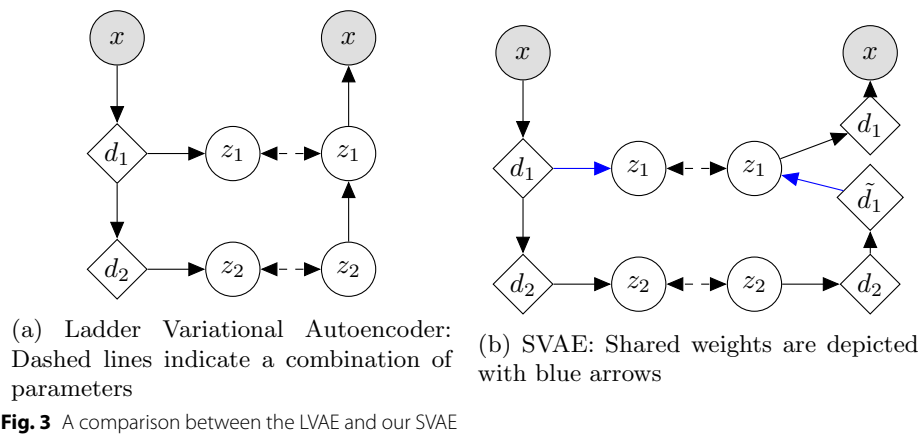 x
x
d₁
z₁
z₁
d₂
z₂
z₂
(a) Ladder Variational Autoencoder:
Dashed lines indicate a combination of
parameters
x
x
d₁
d₁
z₁
z₁
d̃₁
d₂
z₂
z₂
d₂
(b) SVAE: Shared weights are depicted
with blue arrows
Fig. 3 A comparison between the LVAE and our SVAE